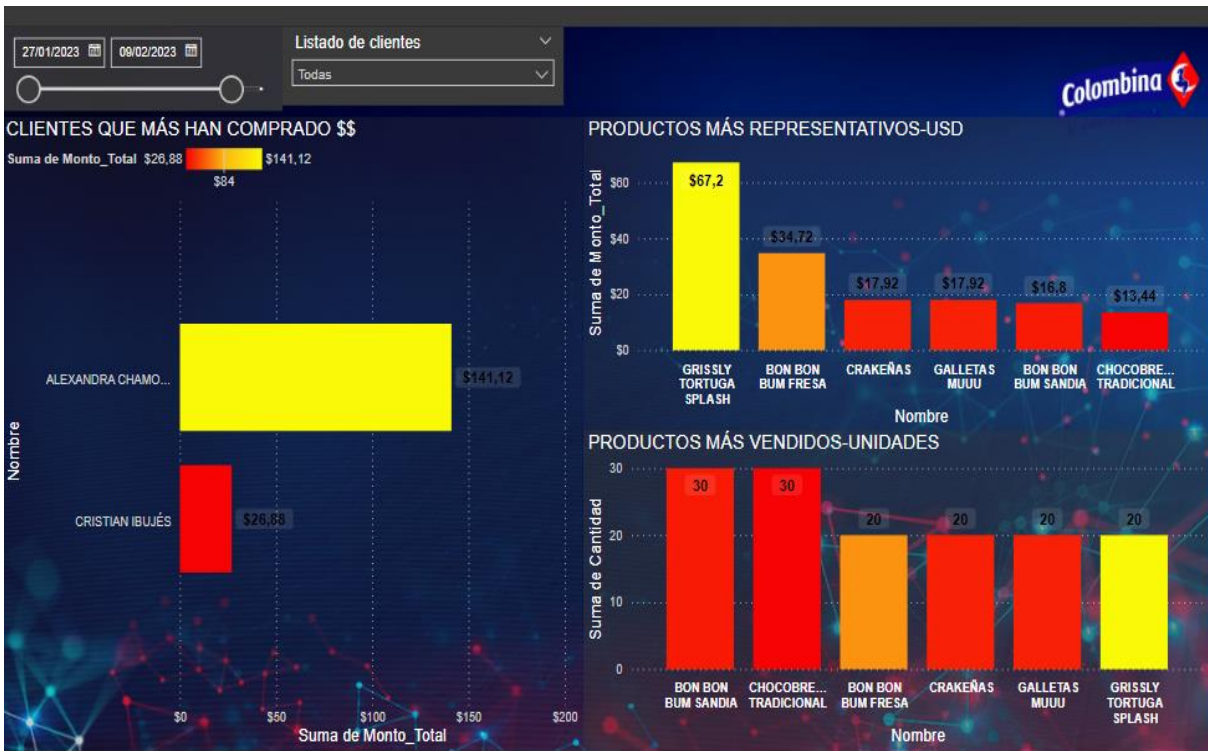 27/01/2023 09/02/2023
Listado de clientes
Todas
Colombina
CLIENTES QUE MÁS HAN COMPRADO $$
Suma de Monto_Total $26,88 $141,12
$84
Nombre
ALEXANDRA CHAMO... $141,12
CRISTIAN IBUJÉS $26,88
$0 $50 $100 $150 $200
Suma de Monto_Total
PRODUCTOS MÁS REPRESENTATIVOS-USD
Suma de Monto_Total
$60
$40
$20
$0
$67,2 $34,72 $17,92 $17,92 $16,8 $13,44
GRISSLY TORTUGA SPLASH
BON BON BUM FRESA
CRAKEÑAS
GALLETAS MUUU
BON BON BUM SANDIA
CHOCOBRE... TRADICIONAL
Nombre
PRODUCTOS MÁS VENDIDOS-UNIDADES
Suma de Cantidad
30
20
10
0
30 30 20 20 20 20
BON BON BUM SANDIA
CHOCOBRE... TRADICIONAL
BON BON BUM FRESA
CRAKEÑAS
GALLETAS MUUU
GRISSLY TORTUGA SPLASH
Nombre